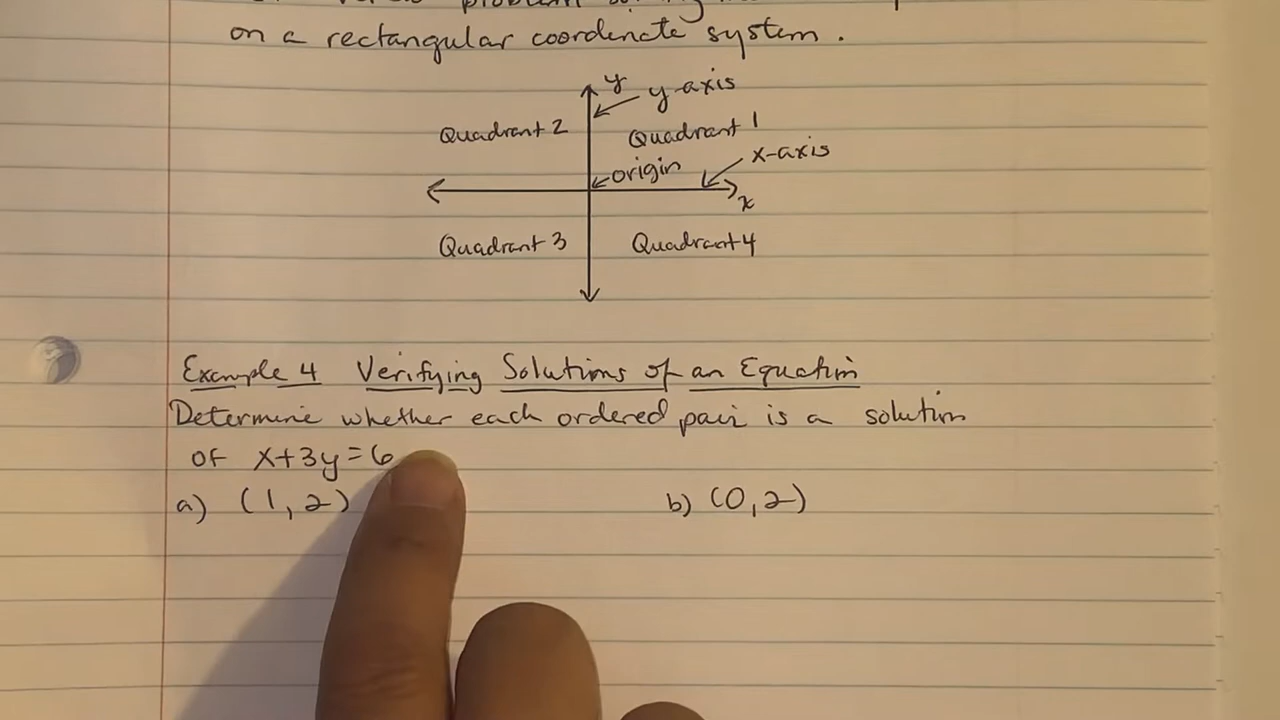 problem
on a rectangular coordinate system.
y
y-axis
Quadrant 2
Quadrant 1
x-axis
origin
x
Quadrant 3
Quadrant 4
Example 4 Verifying Solutions of an Equation
Determine whether each ordered pair is a solution
of x+3y=6
a) (1,2)
b) (0,2)